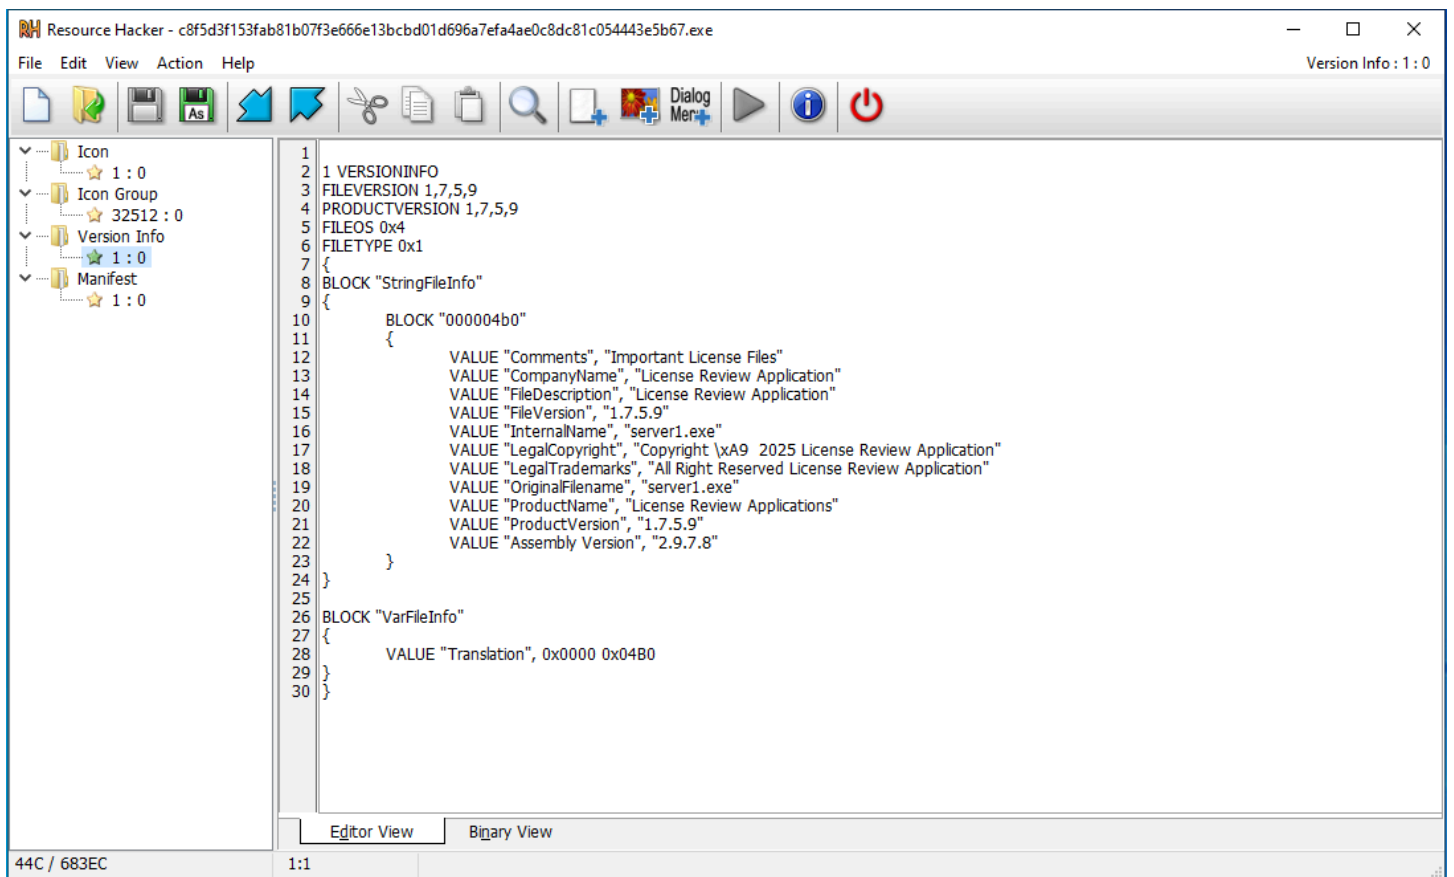 RH Resource Hacker - c8f5d3f153fab81b07f3e666e13bcbd01d696a7efa4ae0c8dc81c054443e5b67.exe
File Edit View Action Help Version Info : 1 : 0
As Dialog
Menu
Icon
1 : 0
Icon Group
32512 : 0
Version Info
1 : 0
Manifest
1 : 0
1
2 1 VERSIONINFO
3 FILEVERSION 1,7,5,9
4 PRODUCTVERSION 1,7,5,9
5 FILEOS 0x4
6 FILETYPE 0x1
7 {
8 BLOCK "StringFileInfo"
9 {
10 BLOCK "000004b0"
11 {
12 VALUE "Comments", "Important License Files"
13 VALUE "CompanyName", "License Review Application"
14 VALUE "FileDescription", "License Review Application"
15 VALUE "FileVersion", "1.7.5.9"
16 VALUE "InternalName", "server1.exe"
17 VALUE "LegalCopyright", "Copyright \xA9  2025 License Review Application"
18 VALUE "LegalTrademarks", "All Right Reserved License Review Application"
19 VALUE "OriginalFilename", "server1.exe"
20 VALUE "ProductName", "License Review Applications"
21 VALUE "ProductVersion", "1.7.5.9"
22 VALUE "Assembly Version", "2.9.7.8"
23 }
24 }
25
26 BLOCK "VarFileInfo"
27 {
28 VALUE "Translation", 0x0000 0x04B0
29 }
30 }
Editor View Binary View
44C / 683EC 1:1